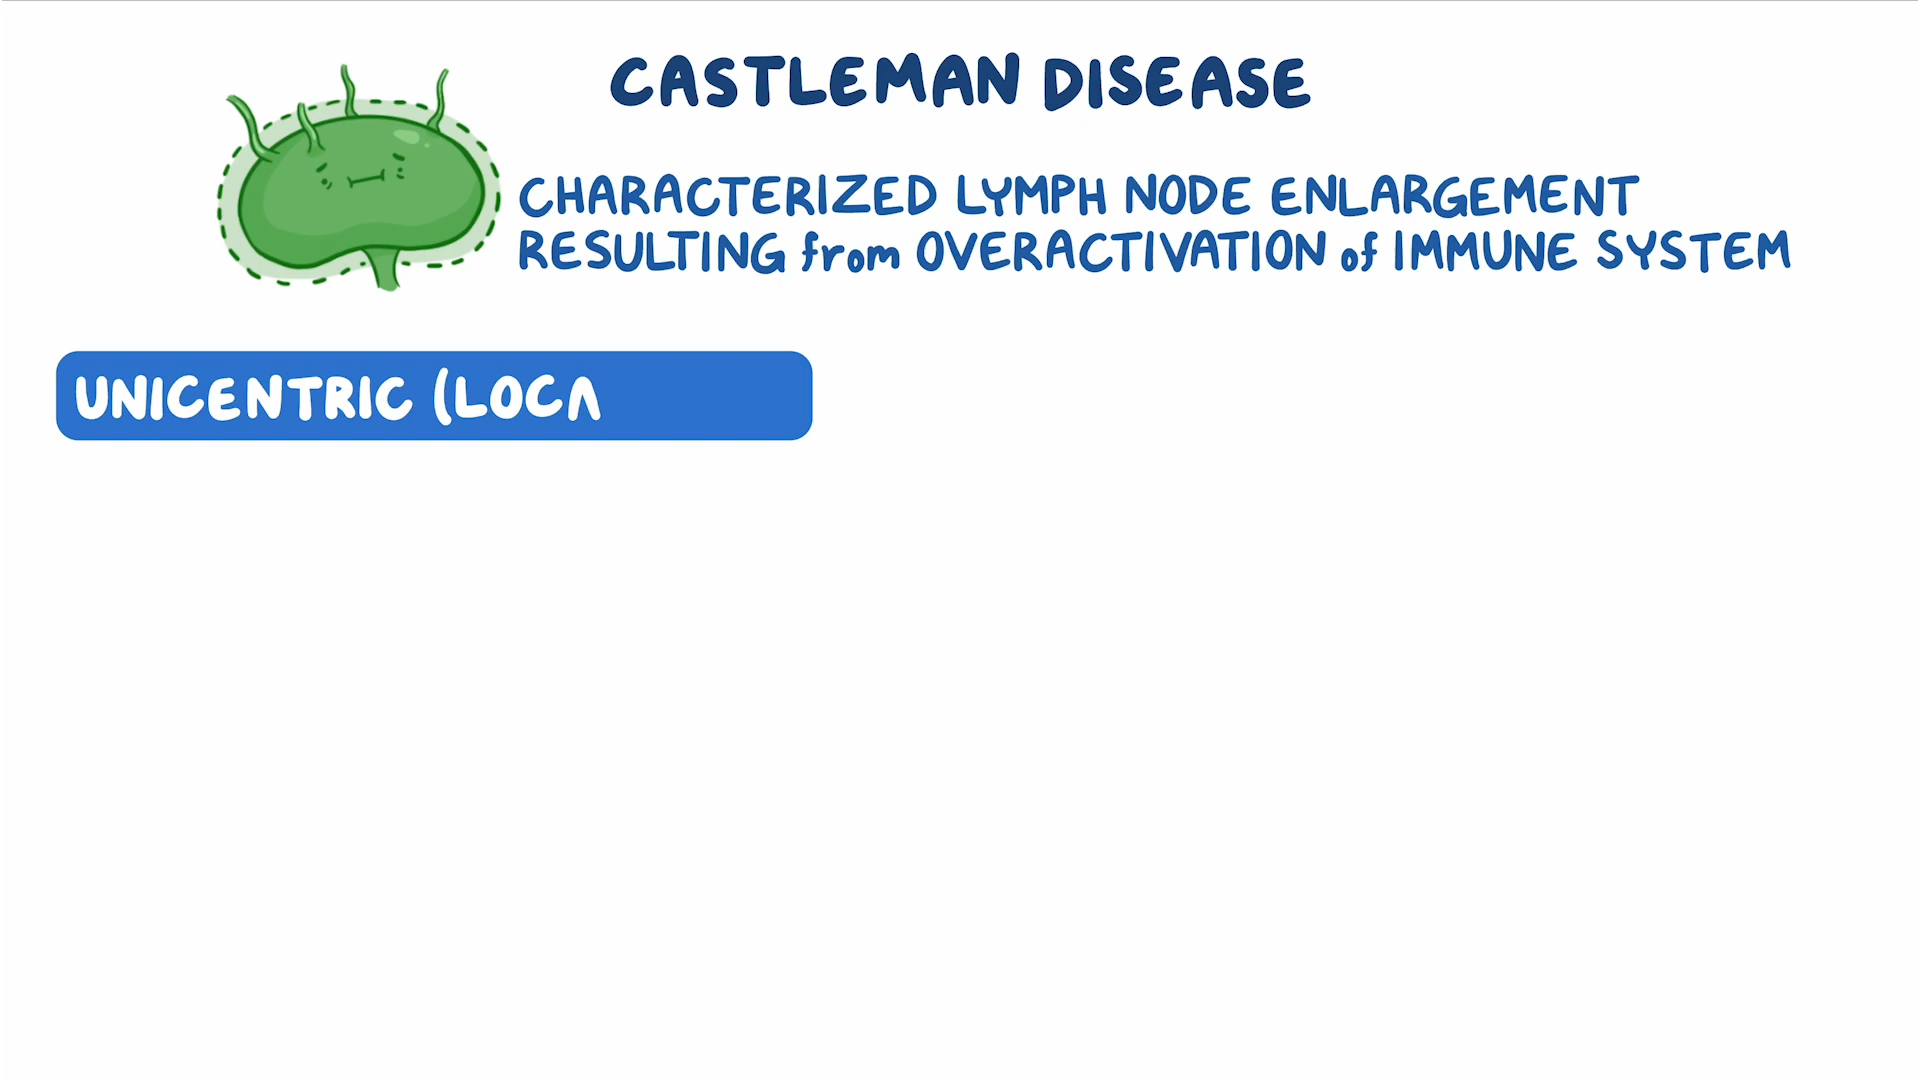 CASTLEMAN DISEASE
CHARACTERIZED LYMPH NODE ENLARGEMENT
RESULTING from OVERACTIVATION of IMMUNE SYSTEM
UNICENTRIC (LOCA